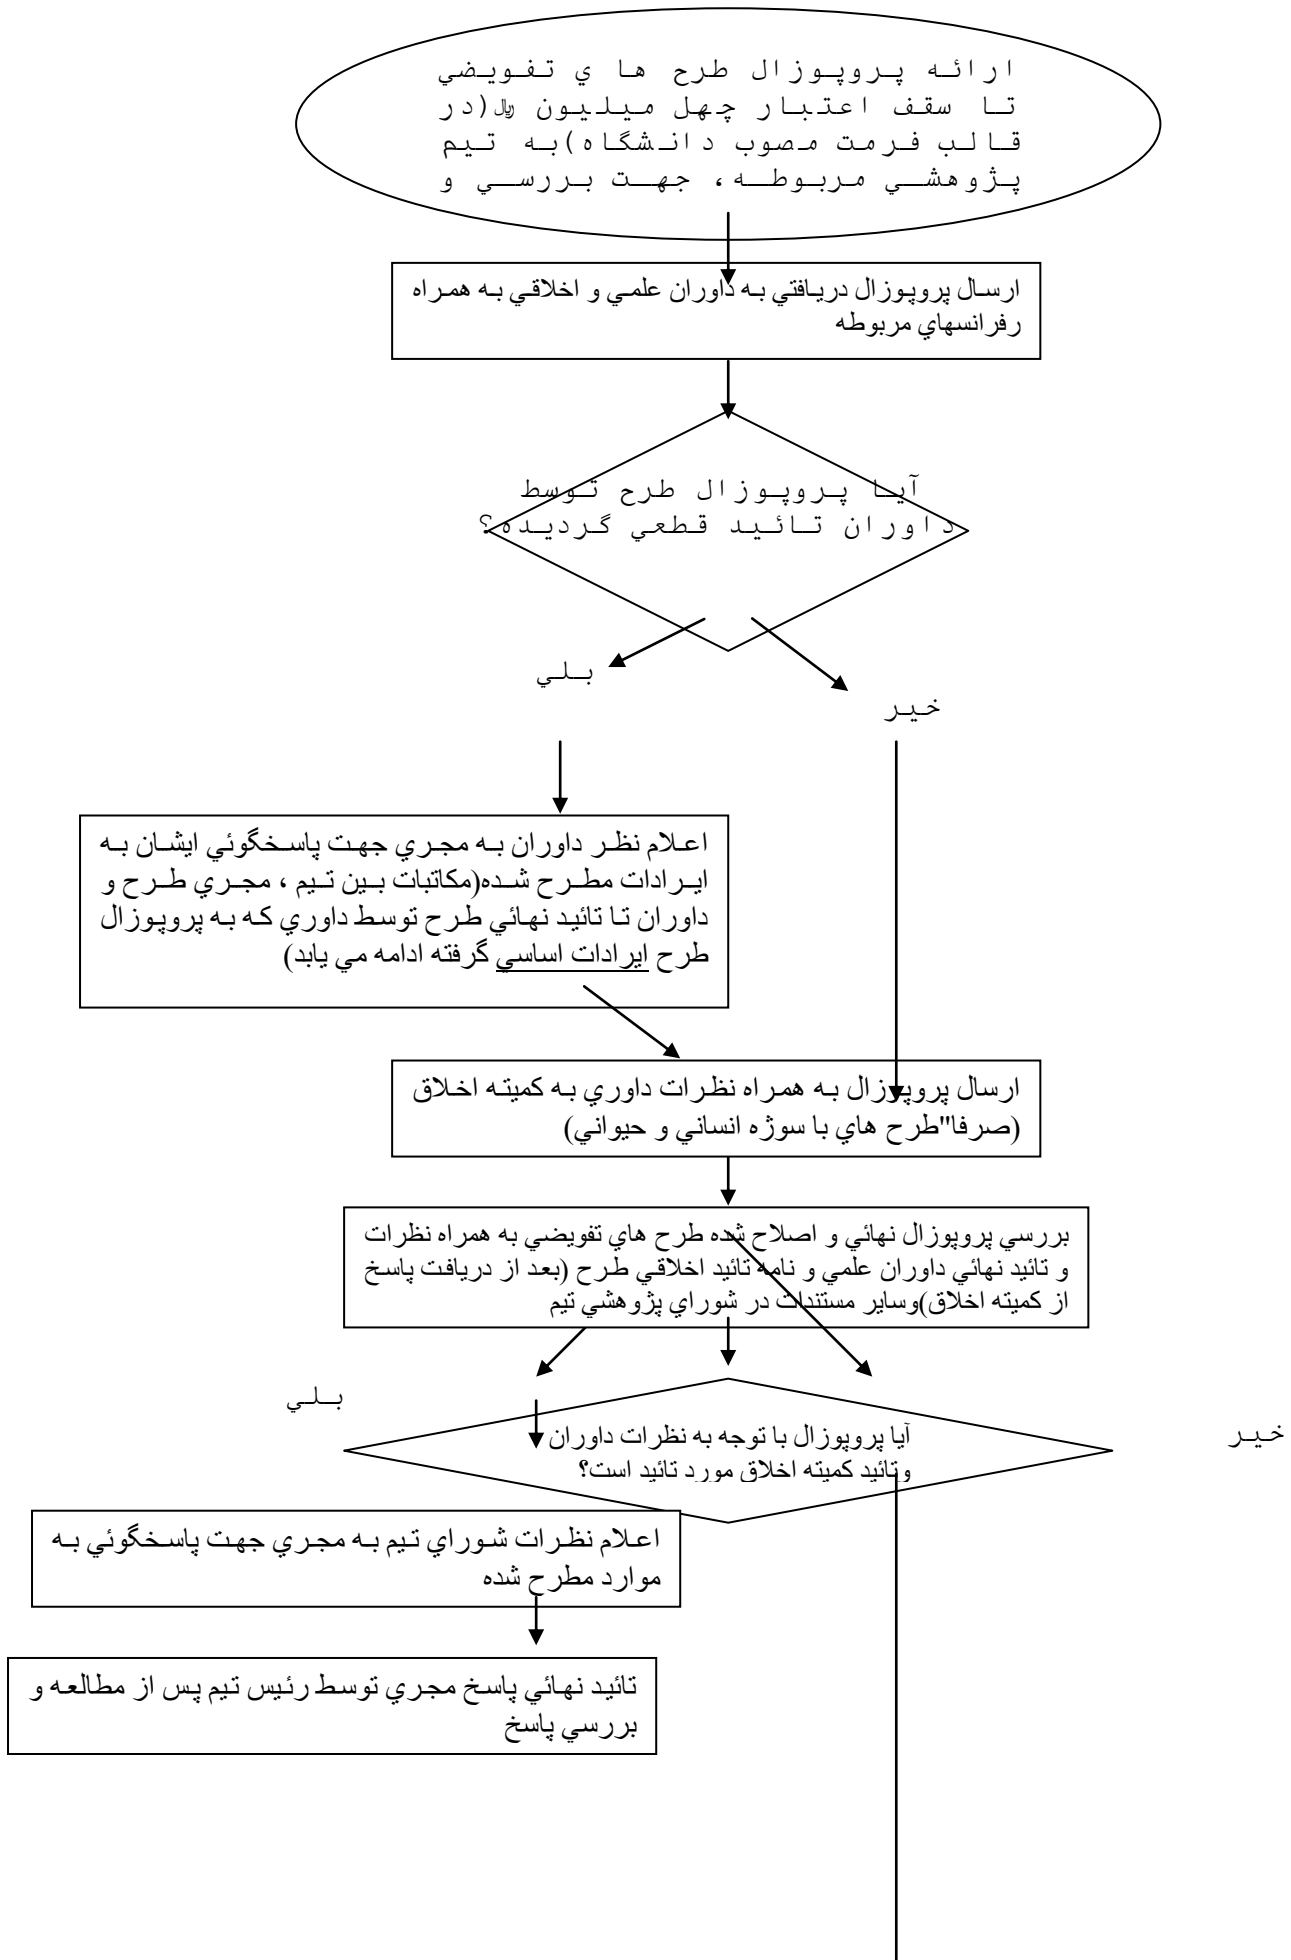 ارائه پروپوزال طرح ها ي تفويضي
تا سقف اعتبار چهل ميليون ريال(در
قالب فرمت مصوب دانشگاه)به تيم
پژوهشي مربوطه، جهت بررسي و
ارسال پروپوزال دريافتي به داوران علمي و اخلاقي به همراه
رفرانسهاي مربوطه
آيا پروپوزال طرح توسط
داوران تائيد قطعي گرديده؟
بلي
خير
اعلام نظر داوران به مجري جهت پاسخگوئي ايشان به
ايرادات مطرح شده(مكاتبات بين تيم ، مجري طرح و
داوران تا تائيد نهائي طرح توسط داوري كه به پروپوزال
طرح ايرادات اساسي گرفته ادامه مي يابد)
ارسال پروپوزال به همراه نظرات داوري به كميته اخلاق
(صرفا"طرح هاي با سوژه انساني و حيواني)
بررسي پروپوزال نهائي و اصلاح شده طرح هاي تفويضي به همراه نظرات
و تائيد نهائي داوران علمي و نامه تائيد اخلاقي طرح (بعد از دريافت پاسخ
از كميته اخلاق)وساير مستندات در شوراي پژوهشي تيم
بلي
خير
آيا پروپوزال با توجه به نظرات داوران
وتائيد كميته اخلاق مورد تائيد است؟
اعلام نظرات شوراي تيم به مجري جهت پاسخگوئي به
موارد مطرح شده
تائيد نهائي پاسخ مجري توسط رئيس تيم پس از مطالعه و
بررسي پاسخ